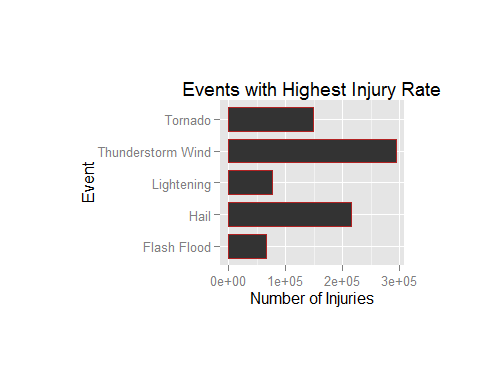 Events with Highest Injury Rate
Event
Tornado
Thunderstorm Wind
Lightening
Hail
Flash Flood
0e+00 1e+05 2e+05 3e+05
Number of Injuries